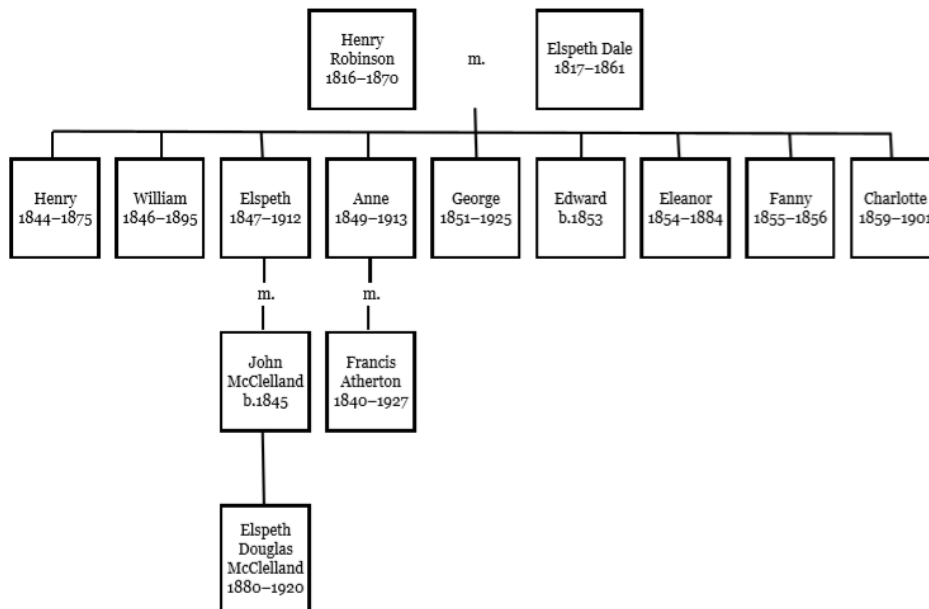 Henry
Robinson
1816–1870
m.
Elspeth Dale
1817–1861
Henry
1844–1875
William
1846–1895
Elspeth
1847–1912
Anne
1849–1913
George
1851–1925
Edward
b.1853
Eleanor
1854–1884
Fanny
1855–1856
Charlotte
1859–1901
m.
m.
John
McClelland
b.1845
Francis
Atherton
1840–1927
Elspeth
Douglas
McClelland
1880–1920